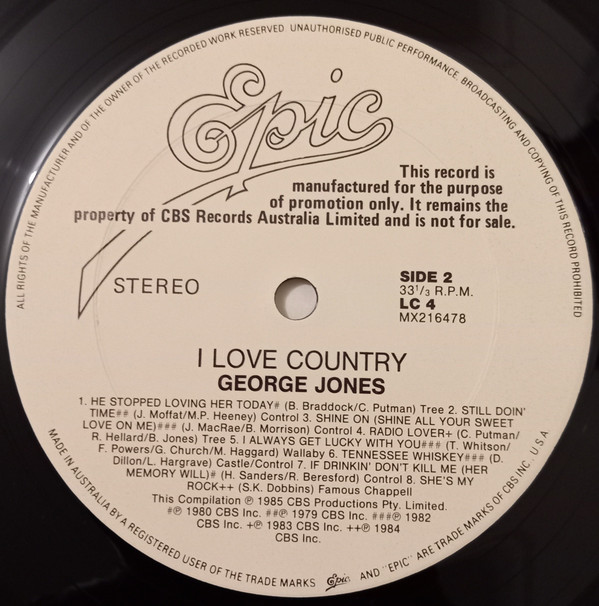 ALL RIGHTS OF THE MANUFACTURER AND OF THE OWNER OF THE RECORDED WORK RESERVED UNAUTHORISED PUBLIC PERFORMANCE BROADCASTING AND COPYING OF THIS RECORD PROHIBITED
Epic
This record is
manufactured for the purpose
of promotion only. It remains the
property of CBS Records Australia Limited and is not for sale.
STEREO
SIDE 2
33⅓ R.P.M.
LC 4
MX216478
I LOVE COUNTRY
GEORGE JONES
1. HE STOPPED LOVING HER TODAY# (B. Braddock/C. Putman) Tree 2. STILL DOIN'
TIME## (J. Moffat/M.P. Heeney) Control 3. SHINE ON (SHINE ALL YOUR SWEET
LOVE ON ME)### (J. MacRae/B. Morrison) Control 4. RADIO LOVER+ (C. Putman/
R. Hellard/B. Jones) Tree 5. I ALWAYS GET LUCKY WITH YOU### (T. Whitson/
F. Powers/G. Church/M. Haggard) Wallaby 6. TENNESSEE WHISKEY### (D.
Dillon/L. Hargrave) Castle/Control 7. IF DRINKIN' DON'T KILL ME (HER
MEMORY WILL)# (H. Sanders/R. Beresford) Control 8. SHE'S MY
ROCK++ (S.K. Dobbins) Famous Chappell
This Compilation ℗ 1985 CBS Productions Pty. Limited.
#℗ 1980 CBS Inc. ##℗ 1979 CBS Inc. ###℗ 1982
CBS Inc. +℗ 1983 CBS Inc. ++℗ 1984
CBS Inc.
MADE IN AUSTRALIA BY A REGISTERED USER OF THE TRADE MARKS Epic AND "EPIC" ARE TRADE MARKS OF CBS INC. U.S.A